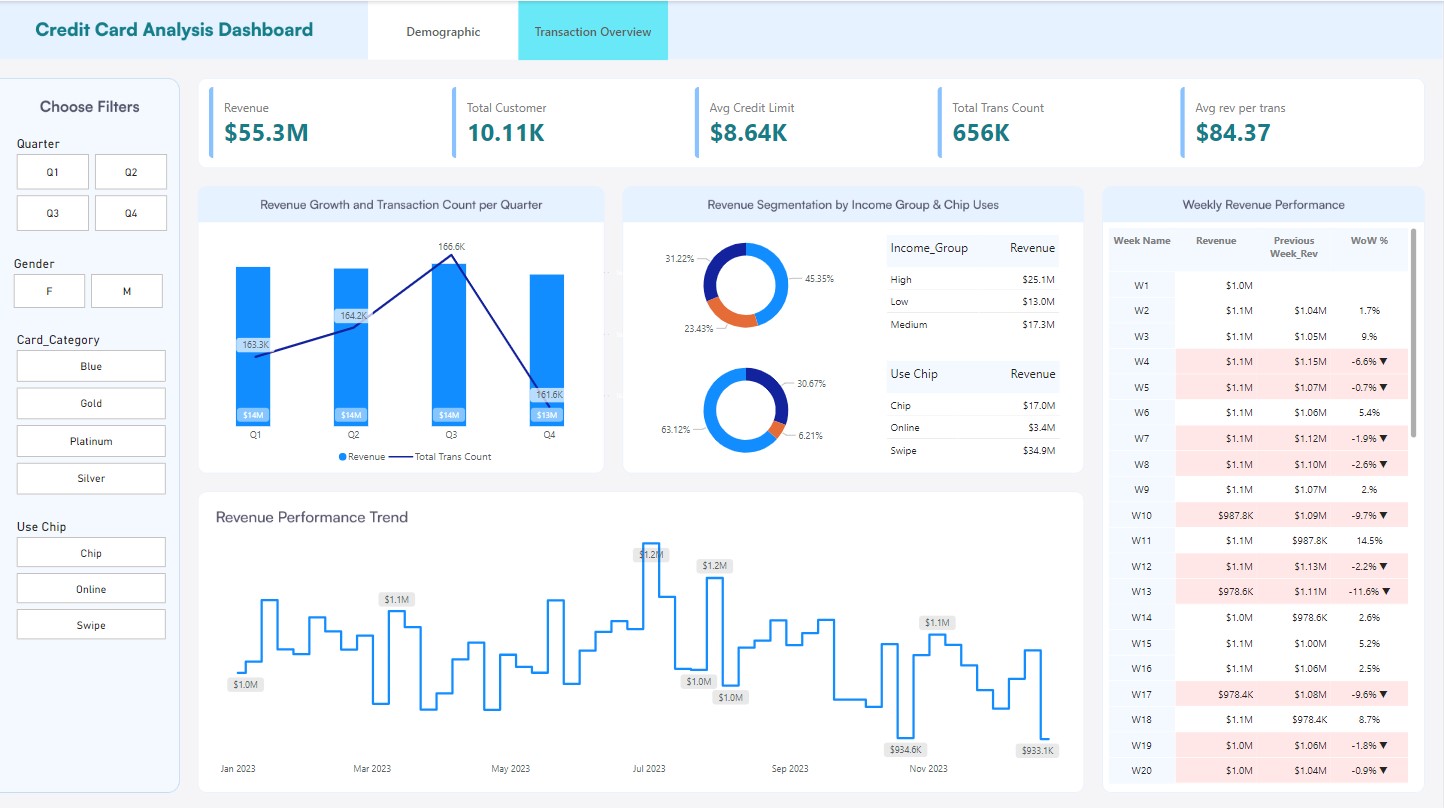 Credit Card Analysis Dashboard
Demographic
Transaction Overview
Choose Filters
Quarter
Q1 Q2
Q3 Q4
Gender
F M
Card_Category
Blue
Gold
Platinum
Silver
Use Chip
Chip
Online
Swipe
Revenue
$55.3M
Total Customer
10.11K
Avg Credit Limit
$8.64K
Total Trans Count
656K
Avg rev per trans
$84.37
Revenue Growth and Transaction Count per Quarter
166.6K
164.2K
163.3K
161.6K
$14M $14M $14M $13M
Q1 Q2 Q3 Q4
Revenue Total Trans Count
Revenue Segmentation by Income Group & Chip Uses
31.22%
45.35%
23.43%
Income_Group Revenue
High $25.1M
Low $13.0M
Medium $17.3M
30.67%
63.12%
6.21%
Use Chip Revenue
Chip $17.0M
Online $3.4M
Swipe $34.9M
Revenue Performance Trend
$1.2M
$1.2M
$1.1M
$1.1M
$1.0M
$1.0M
$1.0M
$934.6K
$933.1K
Jan 2023 Mar 2023 May 2023 Jul 2023 Sep 2023 Nov 2023
Weekly Revenue Performance
Week Name Revenue Previous WoW %
Week_Rev
W1 $1.0M
W2 $1.1M $1.04M 1.7%
W3 $1.1M $1.05M 9.%
W4 $1.1M $1.15M -6.6% ▼
W5 $1.1M $1.07M -0.7% ▼
W6 $1.1M $1.06M 5.4%
W7 $1.1M $1.12M -1.9% ▼
W8 $1.1M $1.10M -2.6% ▼
W9 $1.1M $1.07M 2.%
W10 $987.8K $1.09M -9.7% ▼
W11 $1.1M $987.8K 14.5%
W12 $1.1M $1.13M -2.2% ▼
W13 $978.6K $1.11M -11.6% ▼
W14 $1.0M $978.6K 2.6%
W15 $1.1M $1.00M 5.2%
W16 $1.1M $1.06M 2.5%
W17 $978.4K $1.08M -9.6% ▼
W18 $1.1M $978.4K 8.7%
W19 $1.0M $1.06M -1.8% ▼
W20 $1.0M $1.04M -0.9% ▼